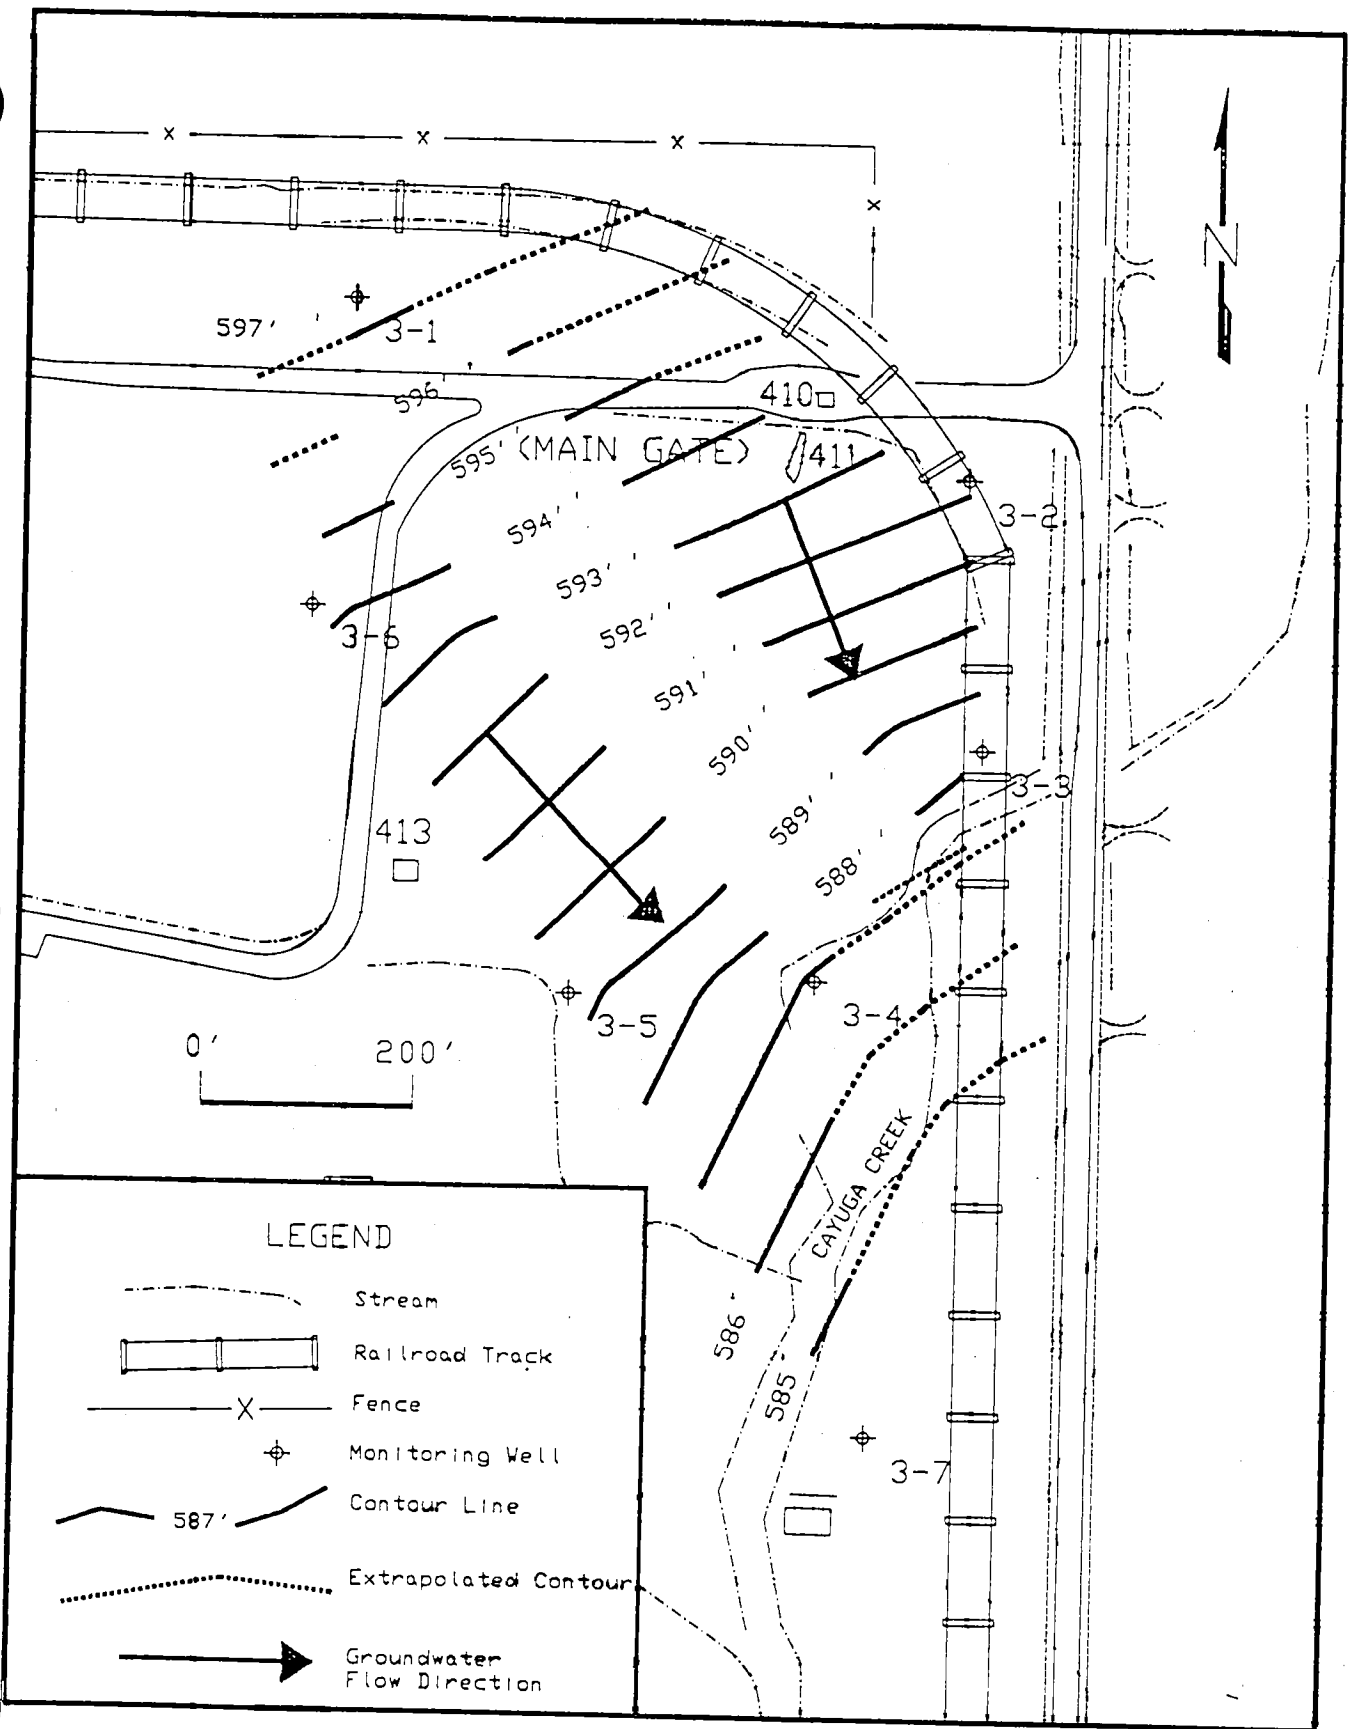 X X X
X
N
597'
3-1
596'
410
595' (MAIN GATE)
411
3-2
594'
593'
592'
3-6
591'
590'
3-3
589'
413
588'
3-4
3-5
0' 200'
CAYUGA CREEK
586'
585'
3-7
LEGEND
Stream
Railroad Track
X Fence
Monitoring Well
587' Contour Line
Extrapolated Contour
Groundwater
Flow Direction